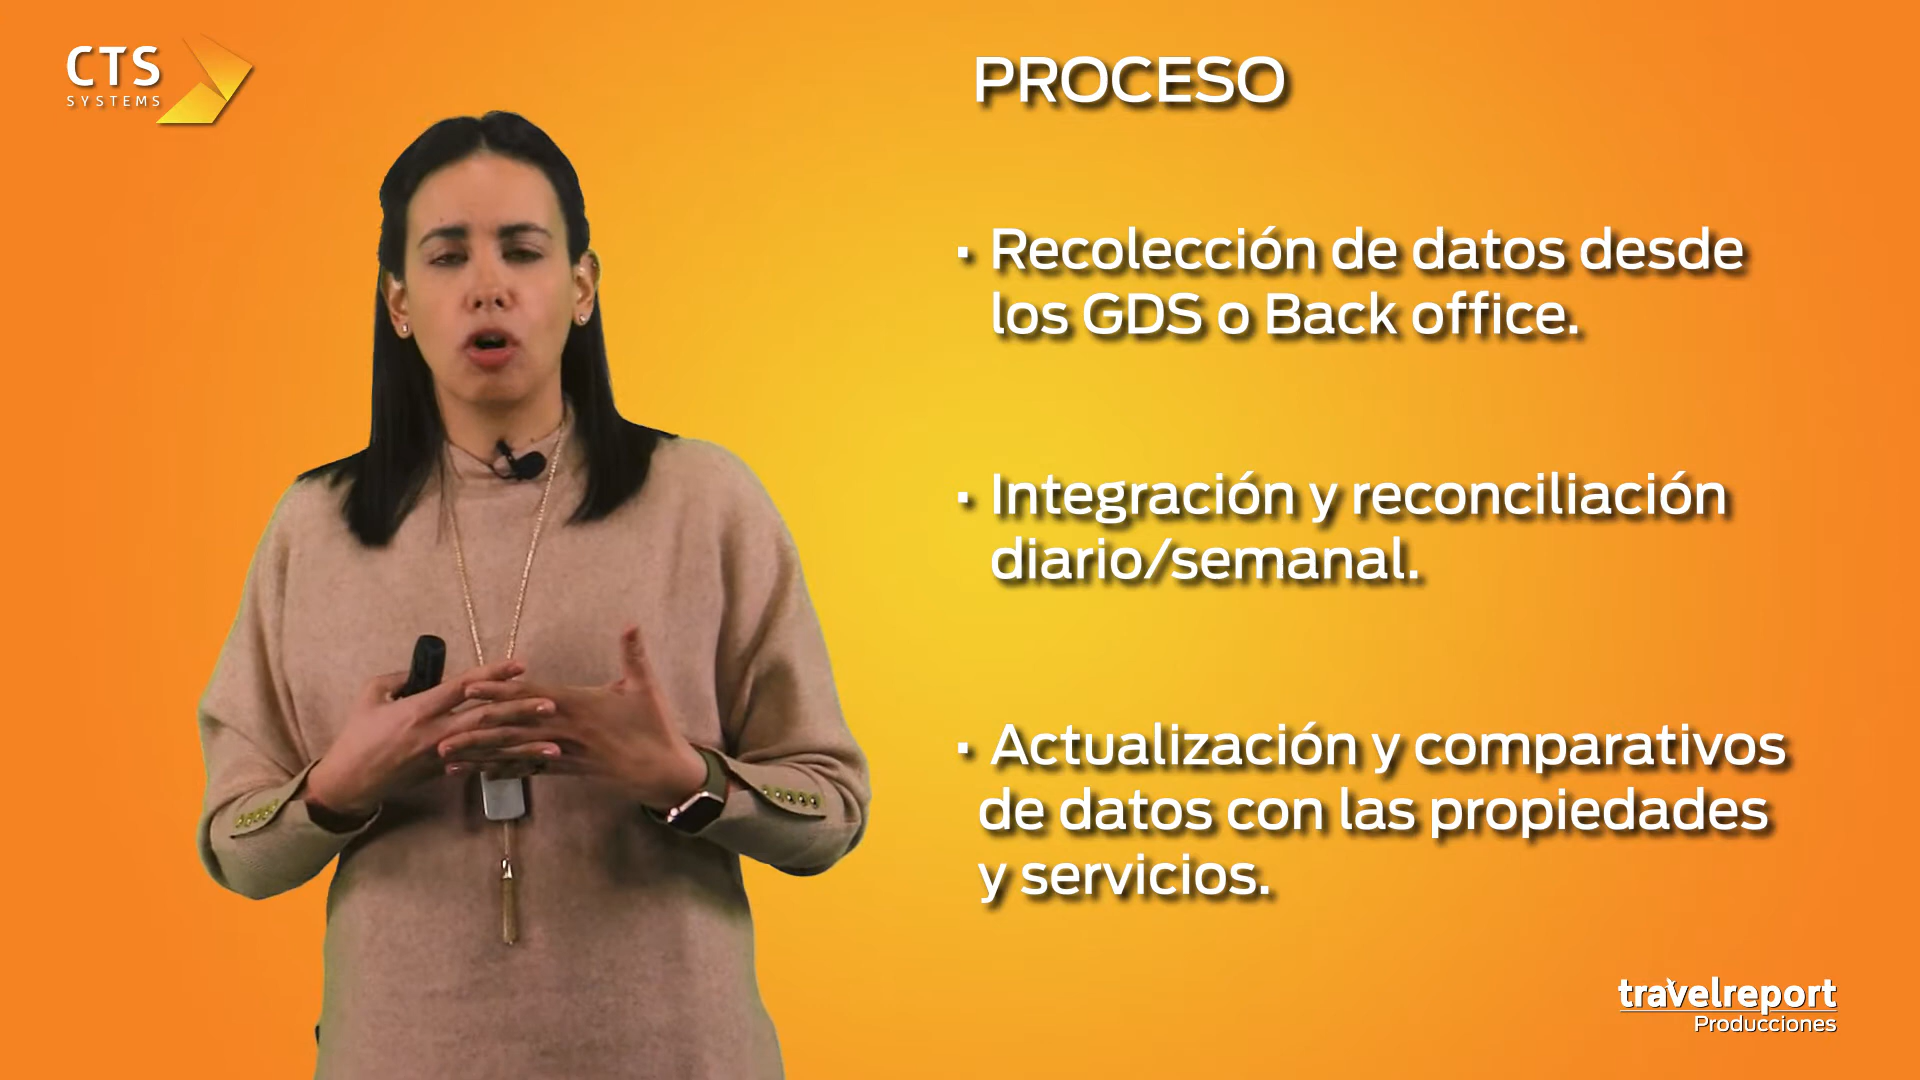 CTS
SYSTEMS
PROCESO
· Recolección de datos desde
los GDS o Back office.
· Integración y reconciliación
diario/semanal.
· Actualización y comparativos
de datos con las propiedades
y servicios.
travelreport
Producciones